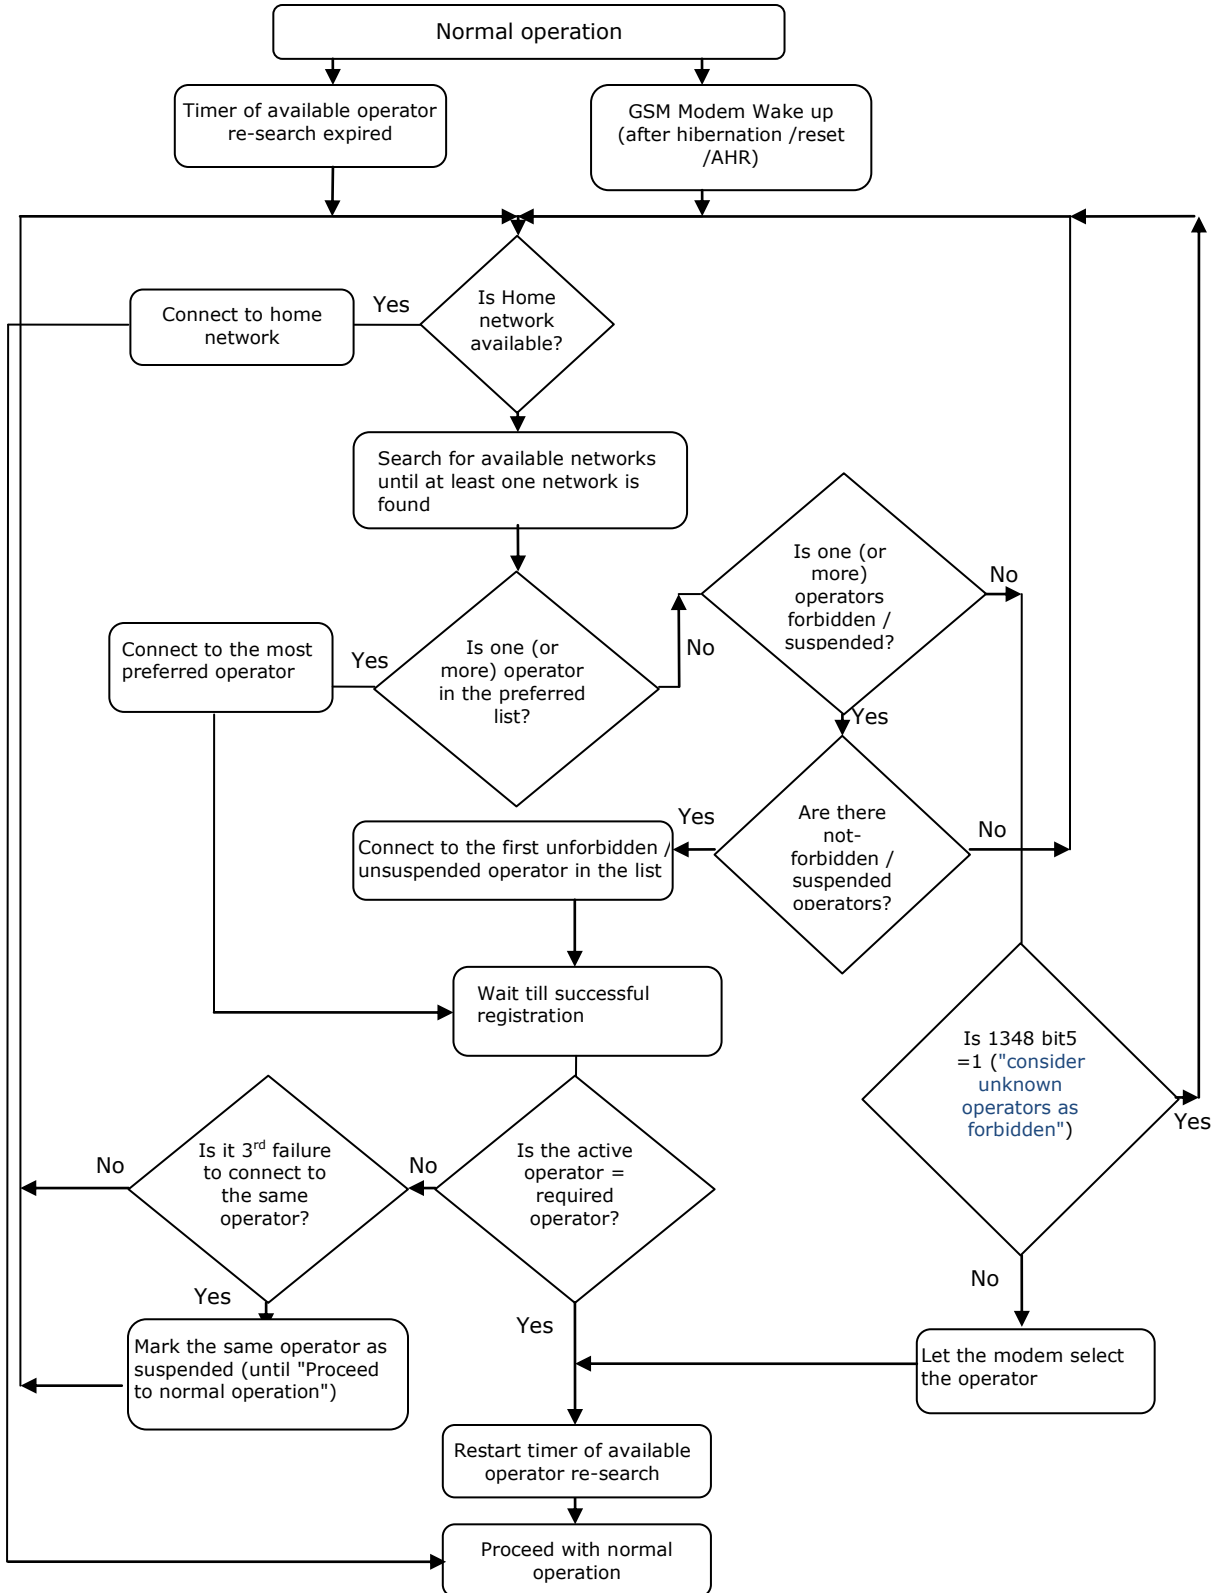 Normal operation
Timer of available operator
re-search expired
GSM Modem Wake up
(after hibernation /reset
/AHR)
Is Home
network
available?
Yes
Connect to home
network
Search for available networks
until at least one network is
found
Is one (or
more)
operators
forbidden /
suspended?
No
Is one (or
more) operator
in the preferred
list?
Yes
No
Connect to the most
preferred operator
Yes
Are there
not-
forbidden /
suspended
operators?
Yes
No
Connect to the first unforbidden /
unsuspended operator in the list
Wait till successful
registration
Is 1348 bit5
=1 ("consider
unknown
operators as
forbidden")
Yes
Is it 3rd failure
to connect to
the same
operator?
No
No
Is the active
operator =
required
operator?
Yes
Yes
No
Mark the same operator as
suspended (until "Proceed
to normal operation")
Let the modem select
the operator
Restart timer of available
operator re-search
Proceed with normal
operation